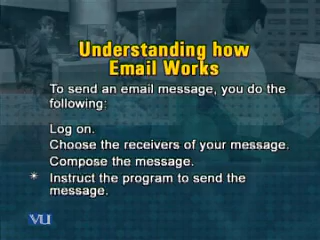 Understanding how
Email Works
To send an email message, you do the
following:
Log on.
Choose the receivers of your message.
Compose the message.
* Instruct the program to send the
message.
VU